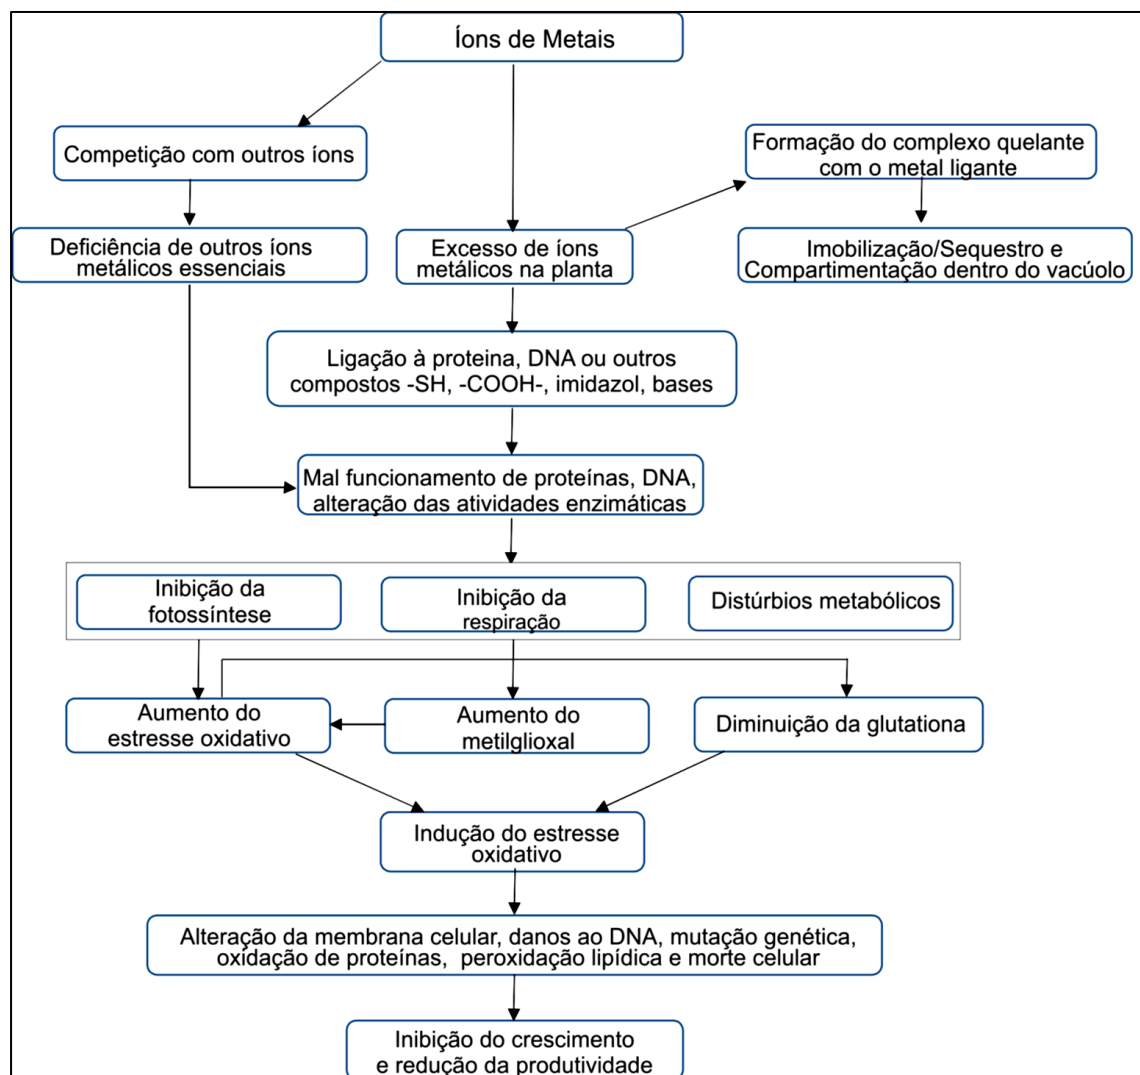 Íons de Metais
Competição com outros íons
Formação do complexo quelante
com o metal ligante
Deficiência de outros íons
metálicos essenciais
Excesso de íons
metálicos na planta
Imobilização/Sequestro e
Compartimentação dentro do vacúolo
Ligação à proteina, DNA ou outros
compostos -SH, -COOH-, imidazol, bases
Mal funcionamento de proteínas, DNA,
alteração das atividades enzimáticas
Inibição da
fotossíntese
Inibição da
respiração
Distúrbios metabólicos
Aumento do
estresse oxidativo
Aumento do
metilglioxal
Diminuição da glutationa
Indução do estresse
oxidativo
Alteração da membrana celular, danos ao DNA, mutação genética,
oxidação de proteínas, peroxidação lipídica e morte celular
Inibição do crescimento
e redução da produtividade